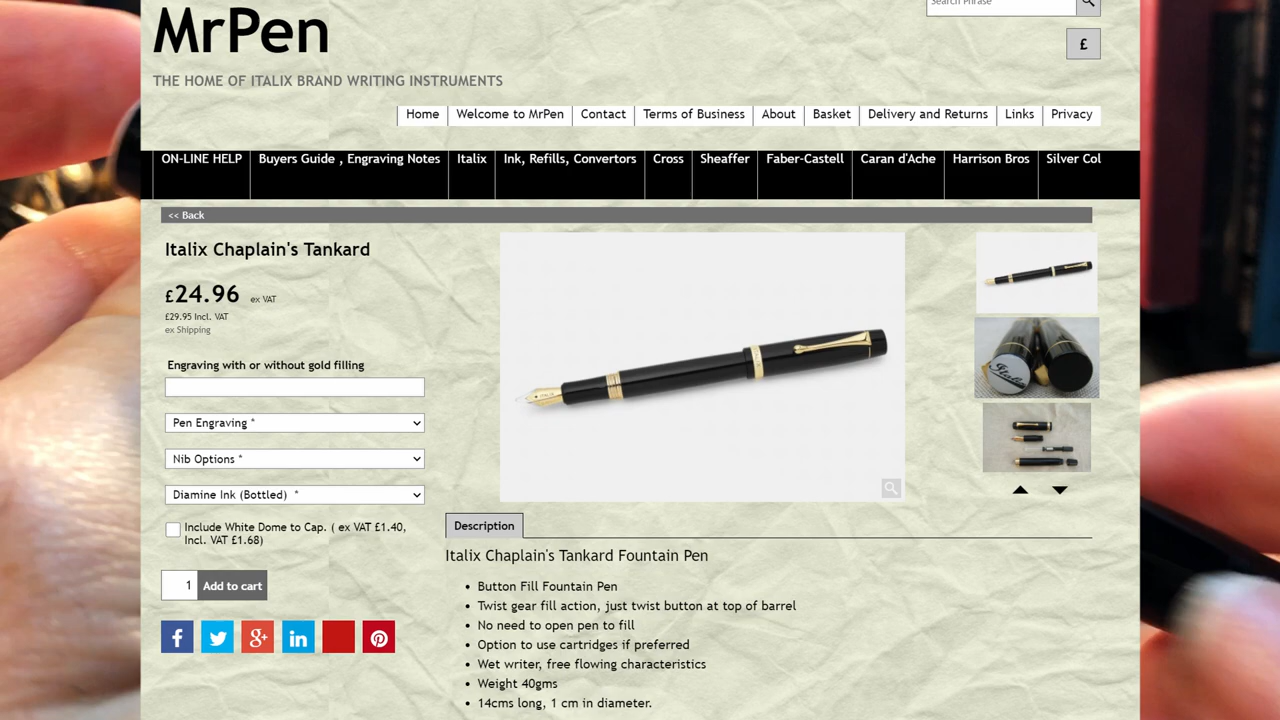 Search Phrase
MrPen
£
THE HOME OF ITALIX BRAND WRITING INSTRUMENTS
Home Welcome to MrPen Contact Terms of Business About Basket Delivery and Returns Links Privacy
ON-LINE HELP Buyers Guide , Engraving Notes Italix Ink, Refills, Convertors Cross Sheaffer Faber-Castell Caran d'Ache Harrison Bros Silver Col
<< Back
Italix Chaplain's Tankard
£24.96 ex VAT
£29.95 Incl. VAT
ex Shipping
Engraving with or without gold filling
Pen Engraving *
Nib Options *
Diamine Ink (Bottled) *
Include White Dome to Cap. ( ex VAT £1.40,
Incl. VAT £1.68)
1 Add to cart
Italix
Description
Italix Chaplain's Tankard Fountain Pen
• Button Fill Fountain Pen
• Twist gear fill action, just twist button at top of barrel
• No need to open pen to fill
• Option to use cartridges if preferred
• Wet writer, free flowing characteristics
• Weight 40gms
• 14cms long, 1 cm in diameter.